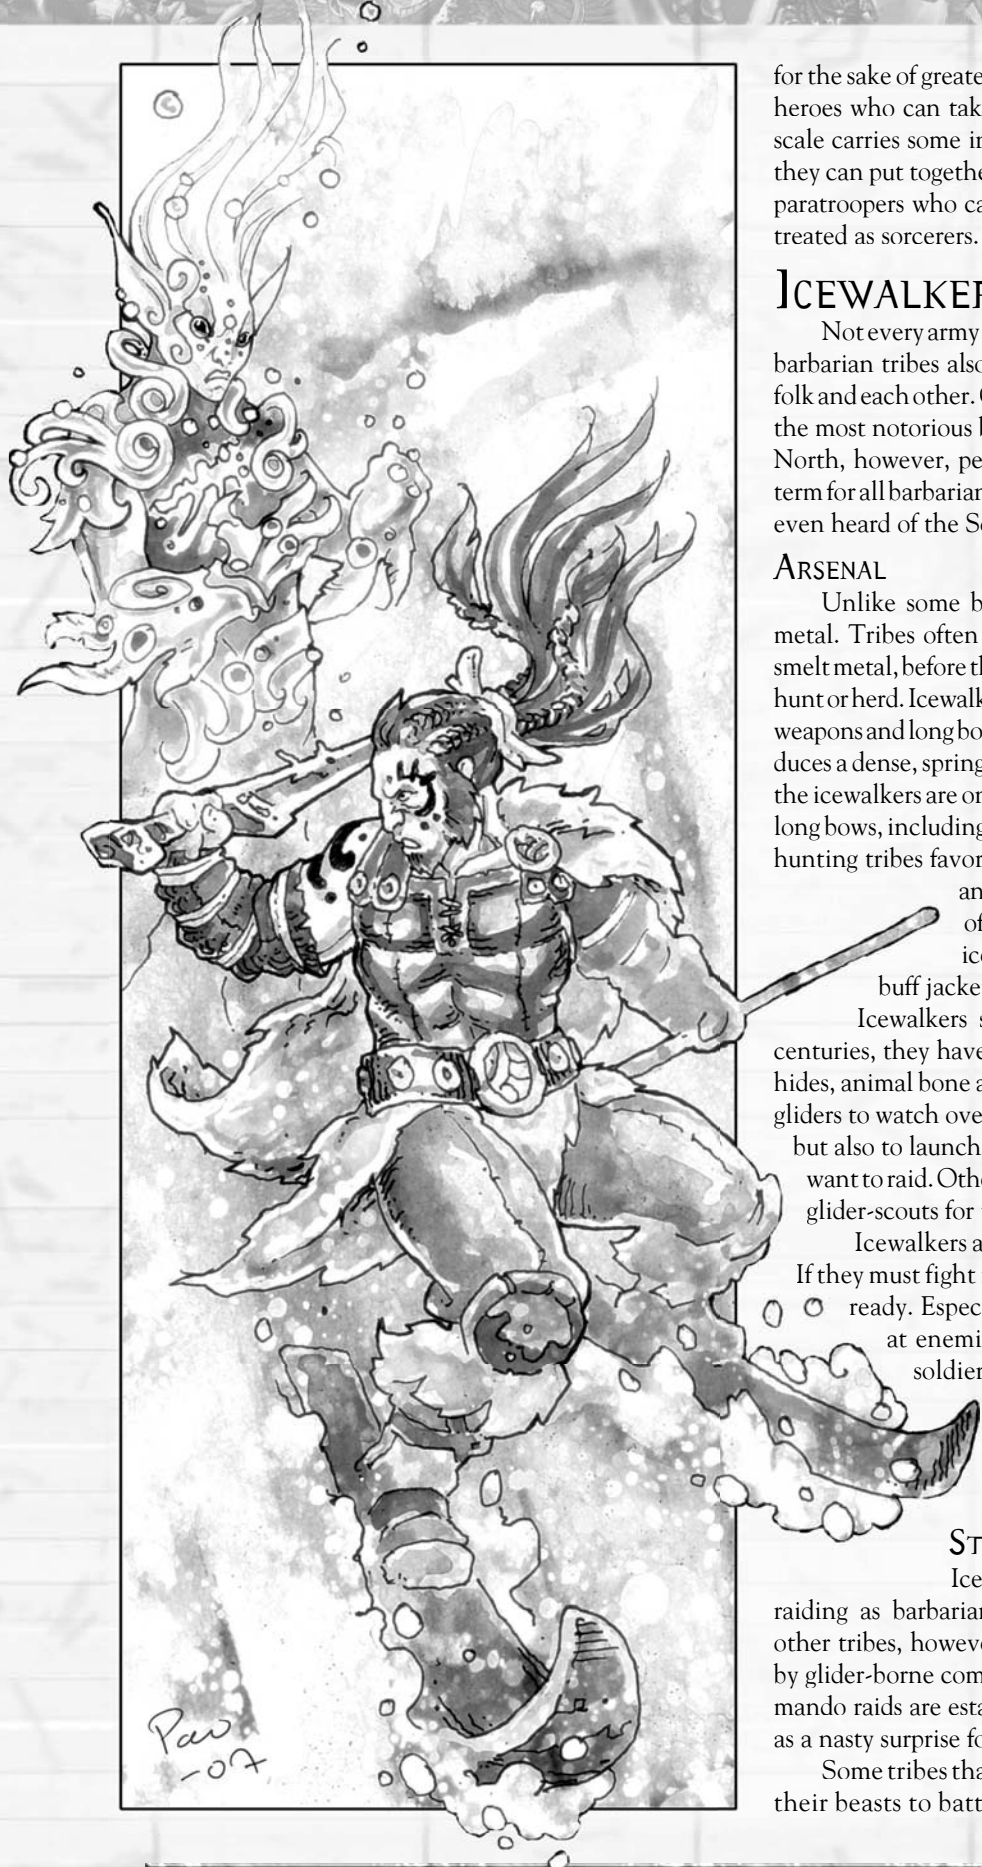 for the sake of greate
heroes who can tak
scale carries some in
they can put togethe
paratroopers who ca
treated as sorcerers.
ICEWALKER
Not every army
barbarian tribes also
folk and each other. 
the most notorious b
North, however, pe
term for all barbarian
even heard of the Se
ARSENAL
Unlike some b
metal. Tribes often
smelt metal, before th
hunt or herd. Icewalk
weapons and long bo
duces a dense, spring
the icewalkers are on
long bows, including
hunting tribes favor
an
of
ice
buff jacke
Icewalkers s
centuries, they have
hides, animal bone a
gliders to watch ove
but also to launch
want to raid. Othe
glider-scouts for
Icewalkers a
If they must fight
ready. Espec
at enemi
soldier
ST
Ice
raiding as barbarian
other tribes, howeve
by glider-borne com
mando raids are esta
as a nasty surprise fo
Some tribes tha
their beasts to batt
Pau
-07